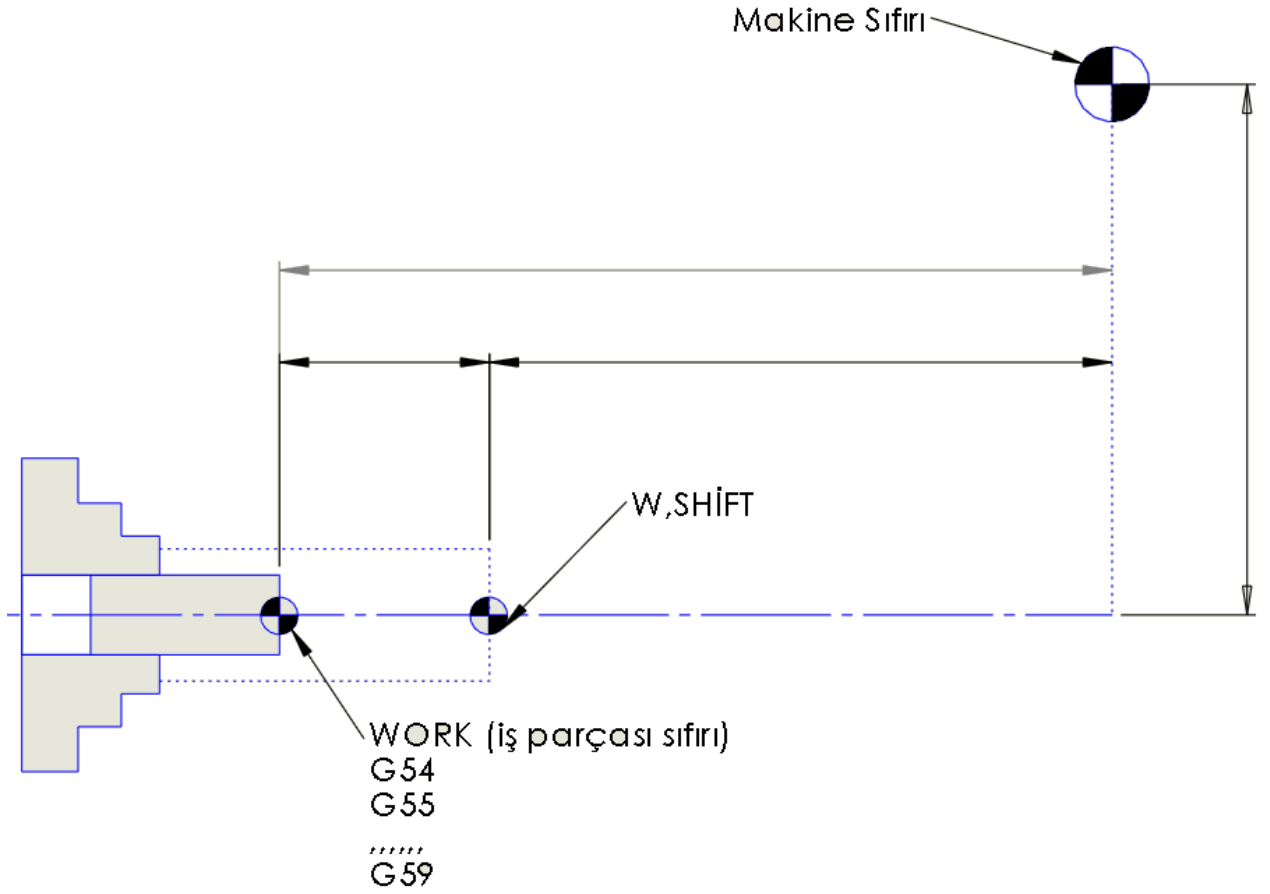 Makine Sıfırı
W,SHİFT
WORK (iş parçası sıfırı)
G54
G55
,,,,,,
G59